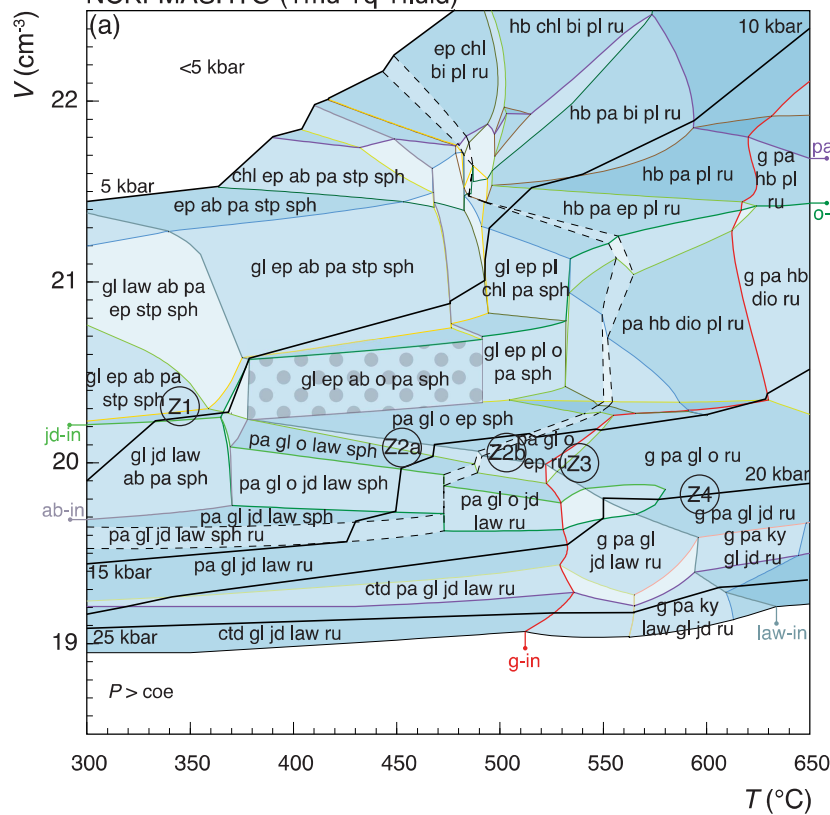 (a)
V (cm-3)
<5 kbar
10 kbar
hb chl bi pl ru
ep chl
bi pl ru
22
hb pa bi pl ru
pa
chl ep ab pa stp sph
hb pa pl ru
g pa
hb pl
ru
5 kbar
ep ab pa stp sph
hb pa ep pl ru
o-
21
gl law ab pa
ep stp sph
gl ep ab pa stp sph
gl ep pl
chl pa sph
g pa hb
dio ru
pa hb dio pl ru
gl ep ab pa
stp sph
gl ep ab o pa sph
gl ep pl o
pa sph
Z1
jd-in
pa gl o ep sph
20
gl jd law
ab pa sph
pa gl o law sph
Z2a
Z2b
pa gl o
ep ru
Z3
g pa gl o ru
20 kbar
pa gl o jd law sph
pa gl o jd
law ru
Z4
g pa gl jd ru
ab-in
pa gl jd law sph
pa gl jd law sph ru
g pa gl
jd law ru
g pa ky
gl jd ru
15 kbar
pa gl jd law ru
ctd pa gl jd law ru
g pa ky
law gl jd ru
19
25 kbar
ctd gl jd law ru
law-in
g-in
P > coe
300
350
400
450
500
550
600
650
T (°C)